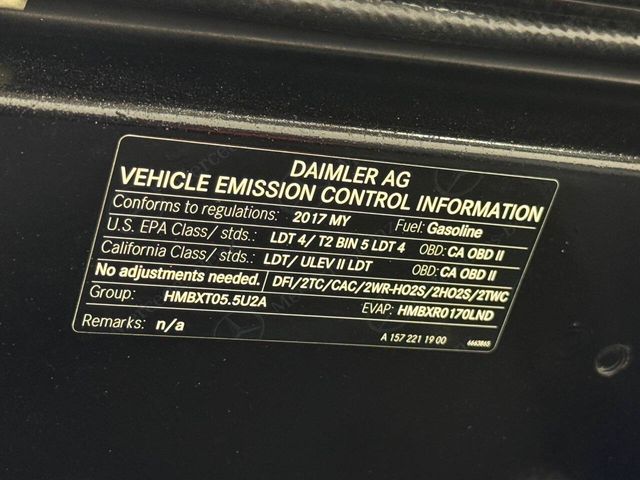 DAIMLER AG
VEHICLE EMISSION CONTROL INFORMATION
Conforms to regulations: 2017 MY Fuel: Gasoline
U.S. EPA Class/ stds.: LDT 4/ T2 BIN 5 LDT 4 OBD: CA OBD II
California Class/ stds.: LDT/ ULEV II LDT OBD: CA OBD II
No adjustments needed. DFI/2TC/CAC/2WR-HO2S/2HO2S/2TWC
Group: HMBXT05.5U2A EVAP: HMBXR0170LND
Remarks: n/a A 157 221 19 00 6663865